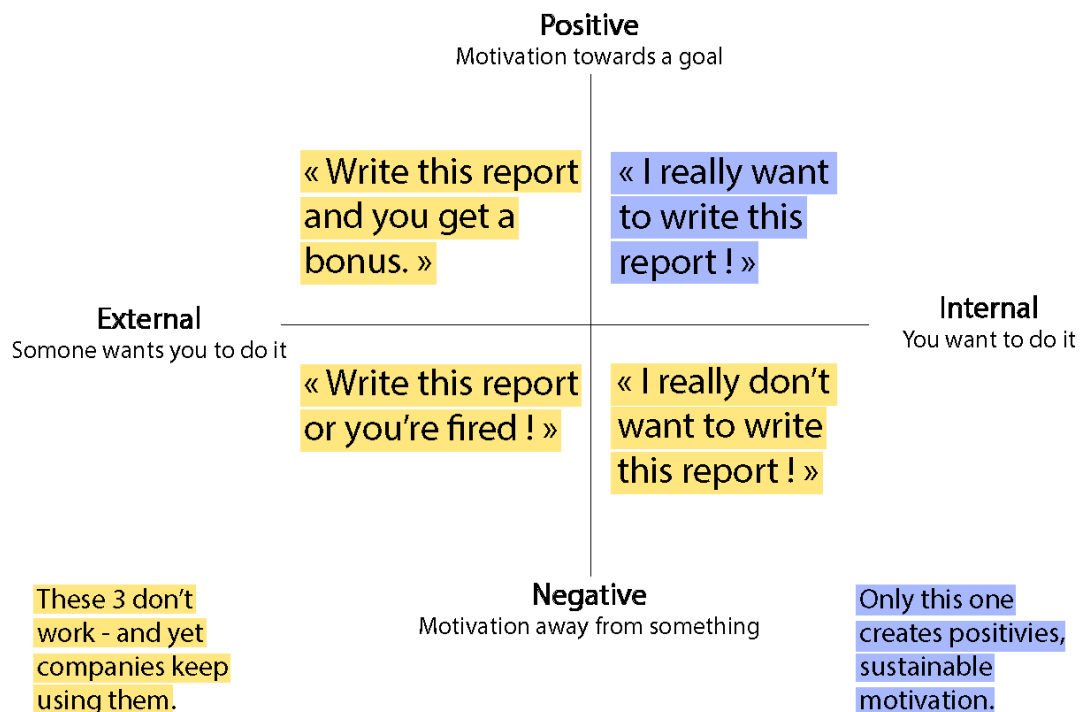 Positive
Motivation towards a goal
« Write this report
and you get a
bonus. »
« I really want
to write this
report ! »
External
Somone wants you to do it
Internal
You want to do it
« Write this report
or you're fired ! »
« I really don't
want to write
this report ! »
Negative
Motivation away from something
These 3 don't
work - and yet
companies keep
using them.
Only this one
creates positivies,
sustainable
motivation.